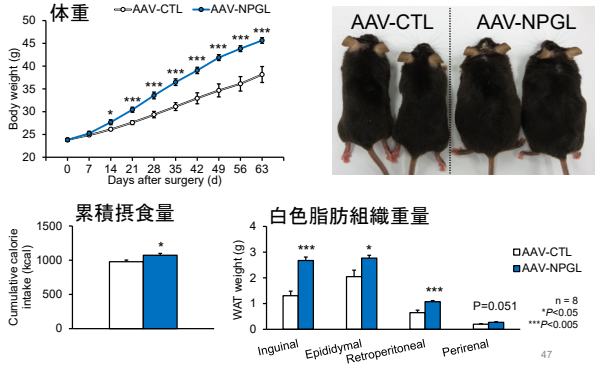 体重
AAV-CTL
AAV-NPGL
Body weight (g)
50
45
40
35
30
25
20
*
***
***
***
***
***
***
***
0 7 14 21 28 35 42 49 56 63
Days after surgery (d)
AAV-CTL AAV-NPGL
累積摂食量
Cumulative calorie
intake (kcal)
1500
1000
500
0
*
白色脂肪組織重量
WAT weight (g)
4
3
2
1
0
***
*
***
P=0.051
Inguinal
Epididymal
Retroperitoneal
Perirenal
AAV-CTL
AAV-NPGL
n = 8
*P<0.05
***P<0.005
47